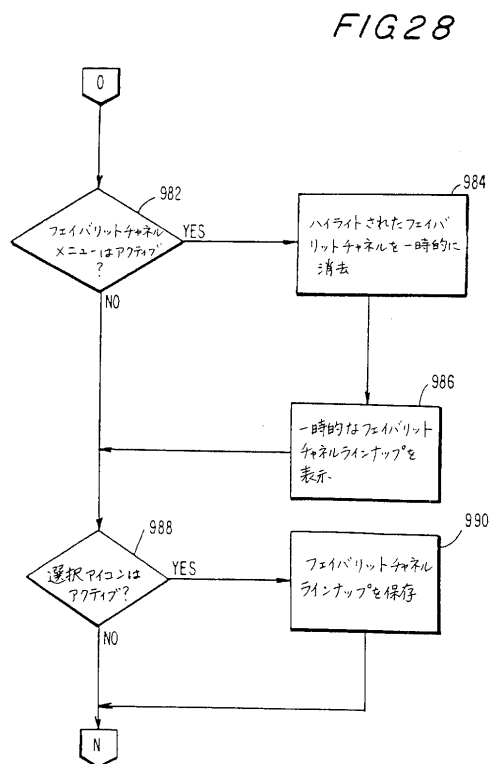 FIG.28
O
982
フェイバリットチャネル
メニューはアクティブ
?
YES
NO
984
ハイライトされたフェイバ
リットチャネルを一時的に
消去
986
一時的なフェイバリット
チャネルラインナップを
表示
988
選択アイコンは
アクティブ?
YES
NO
990
フェイバリットチャネル
ラインナップを保存
N